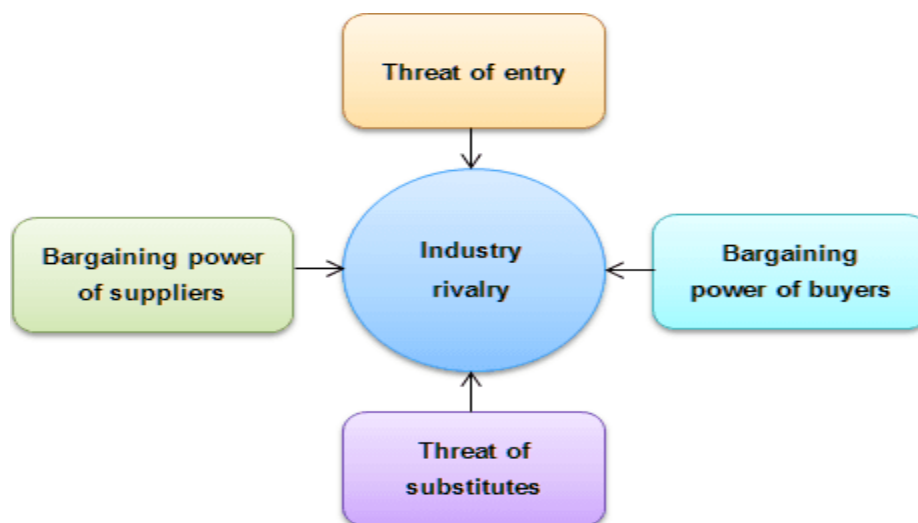 Threat of entry
Bargaining power
of suppliers
Industry
rivalry
Bargaining
power of buyers
Threat of
substitutes